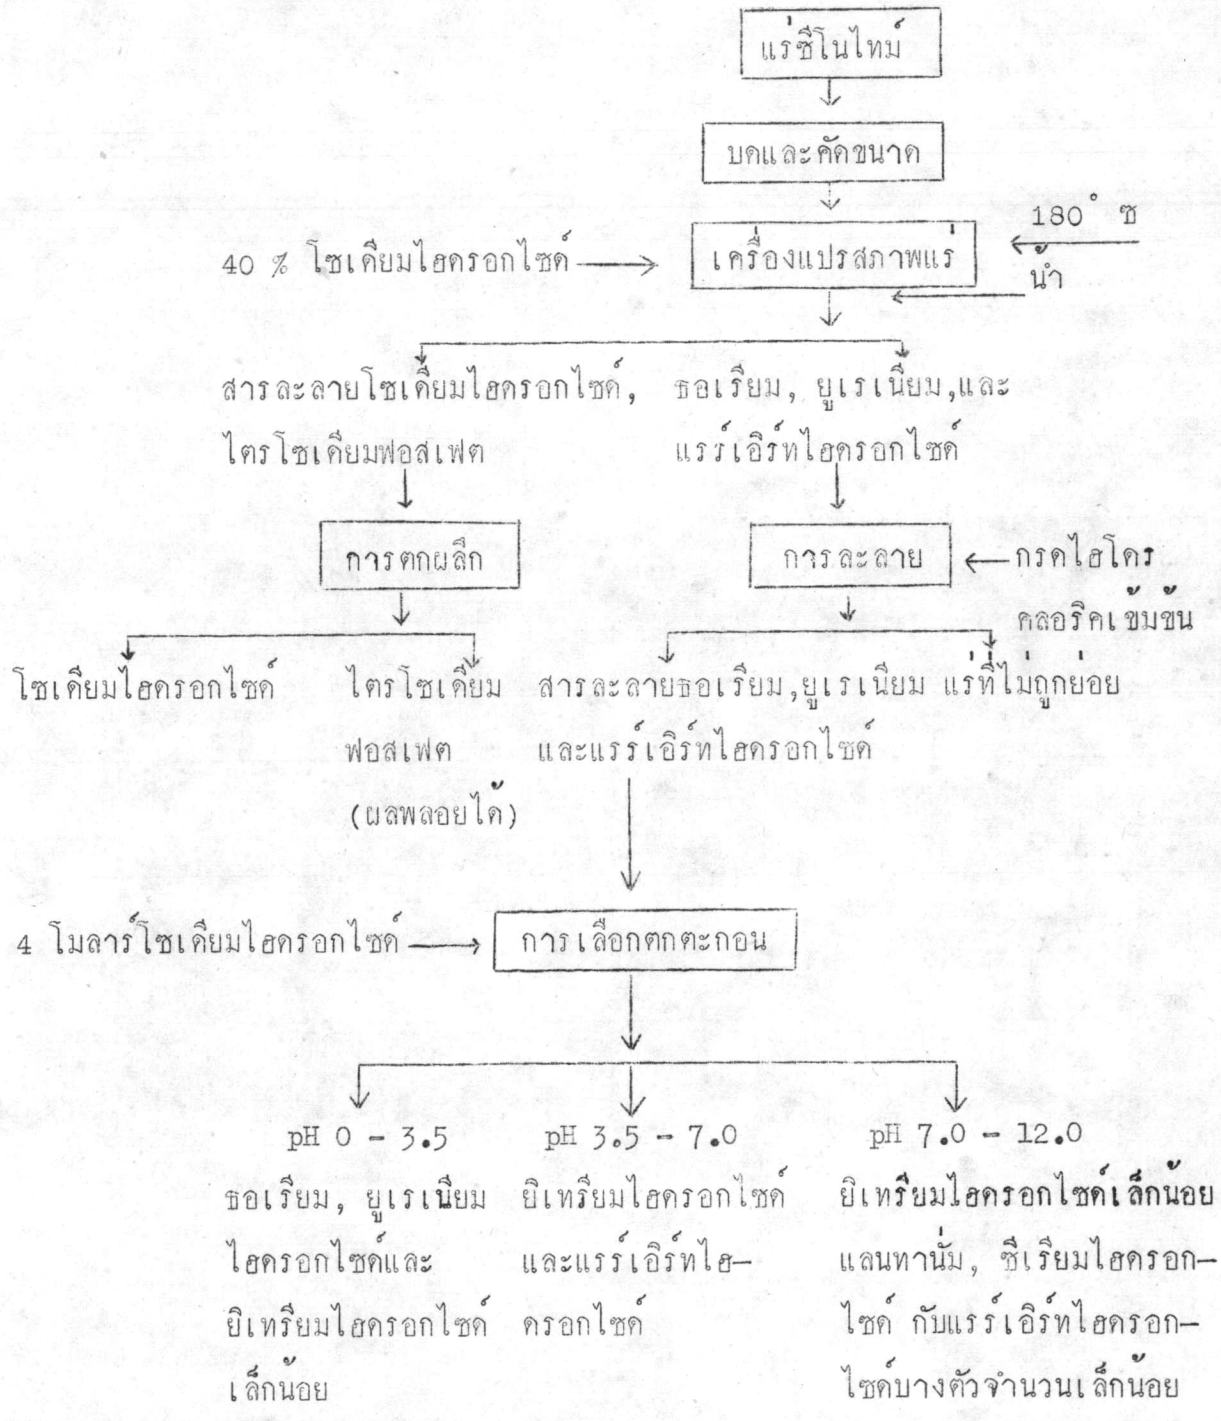 แร่ซีโนไทม์
บดและคัดขนาด
180° ซ
40 % โซเดียมไฮดรอกไซด์
เครื่องแปรสภาพแร่
น้ำ
สารละลายโซเดียมไฮดรอกไซด์,
ไตรโซเดียมฟอสเฟต
ธอเรียม, ยูเรเนียม,และ
แรร์เอิร์ทไฮดรอกไซด์
การตกผลึก
การละลาย
กรดไฮโดร
คลอริคเข้มข้น
โซเดียมไฮดรอกไซด์
ไตรโซเดียม
ฟอสเฟต
(ผลพลอยได้)
สารละลายธอเรียม,ยูเรเนียม
และแรร์เอิร์ทไฮดรอกไซด์
แร่ที่ไม่ถูกย่อย
4 โมลาร์โซเดียมไฮดรอกไซด์
การเลือกตกตะกอน
pH 0 - 3.5
ธอเรียม, ยูเรเนียม
ไฮดรอกไซด์และ
ยิเทรียมไฮดรอกไซด์
เล็กน้อย
pH 3.5 - 7.0
ยิเทรียมไฮดรอกไซด์
และแรร์เอิร์ทไฮ-
ดรอกไซด์
pH 7.0 - 12.0
ยิเทรียมไฮดรอกไซด์เล็กน้อย
แลนทานั่ม, ซีเรียมไฮดรอก-
ไซด์ กับแรร์เอิร์ทไฮดรอก-
ไซด์บางตัวจำนวนเล็กน้อย